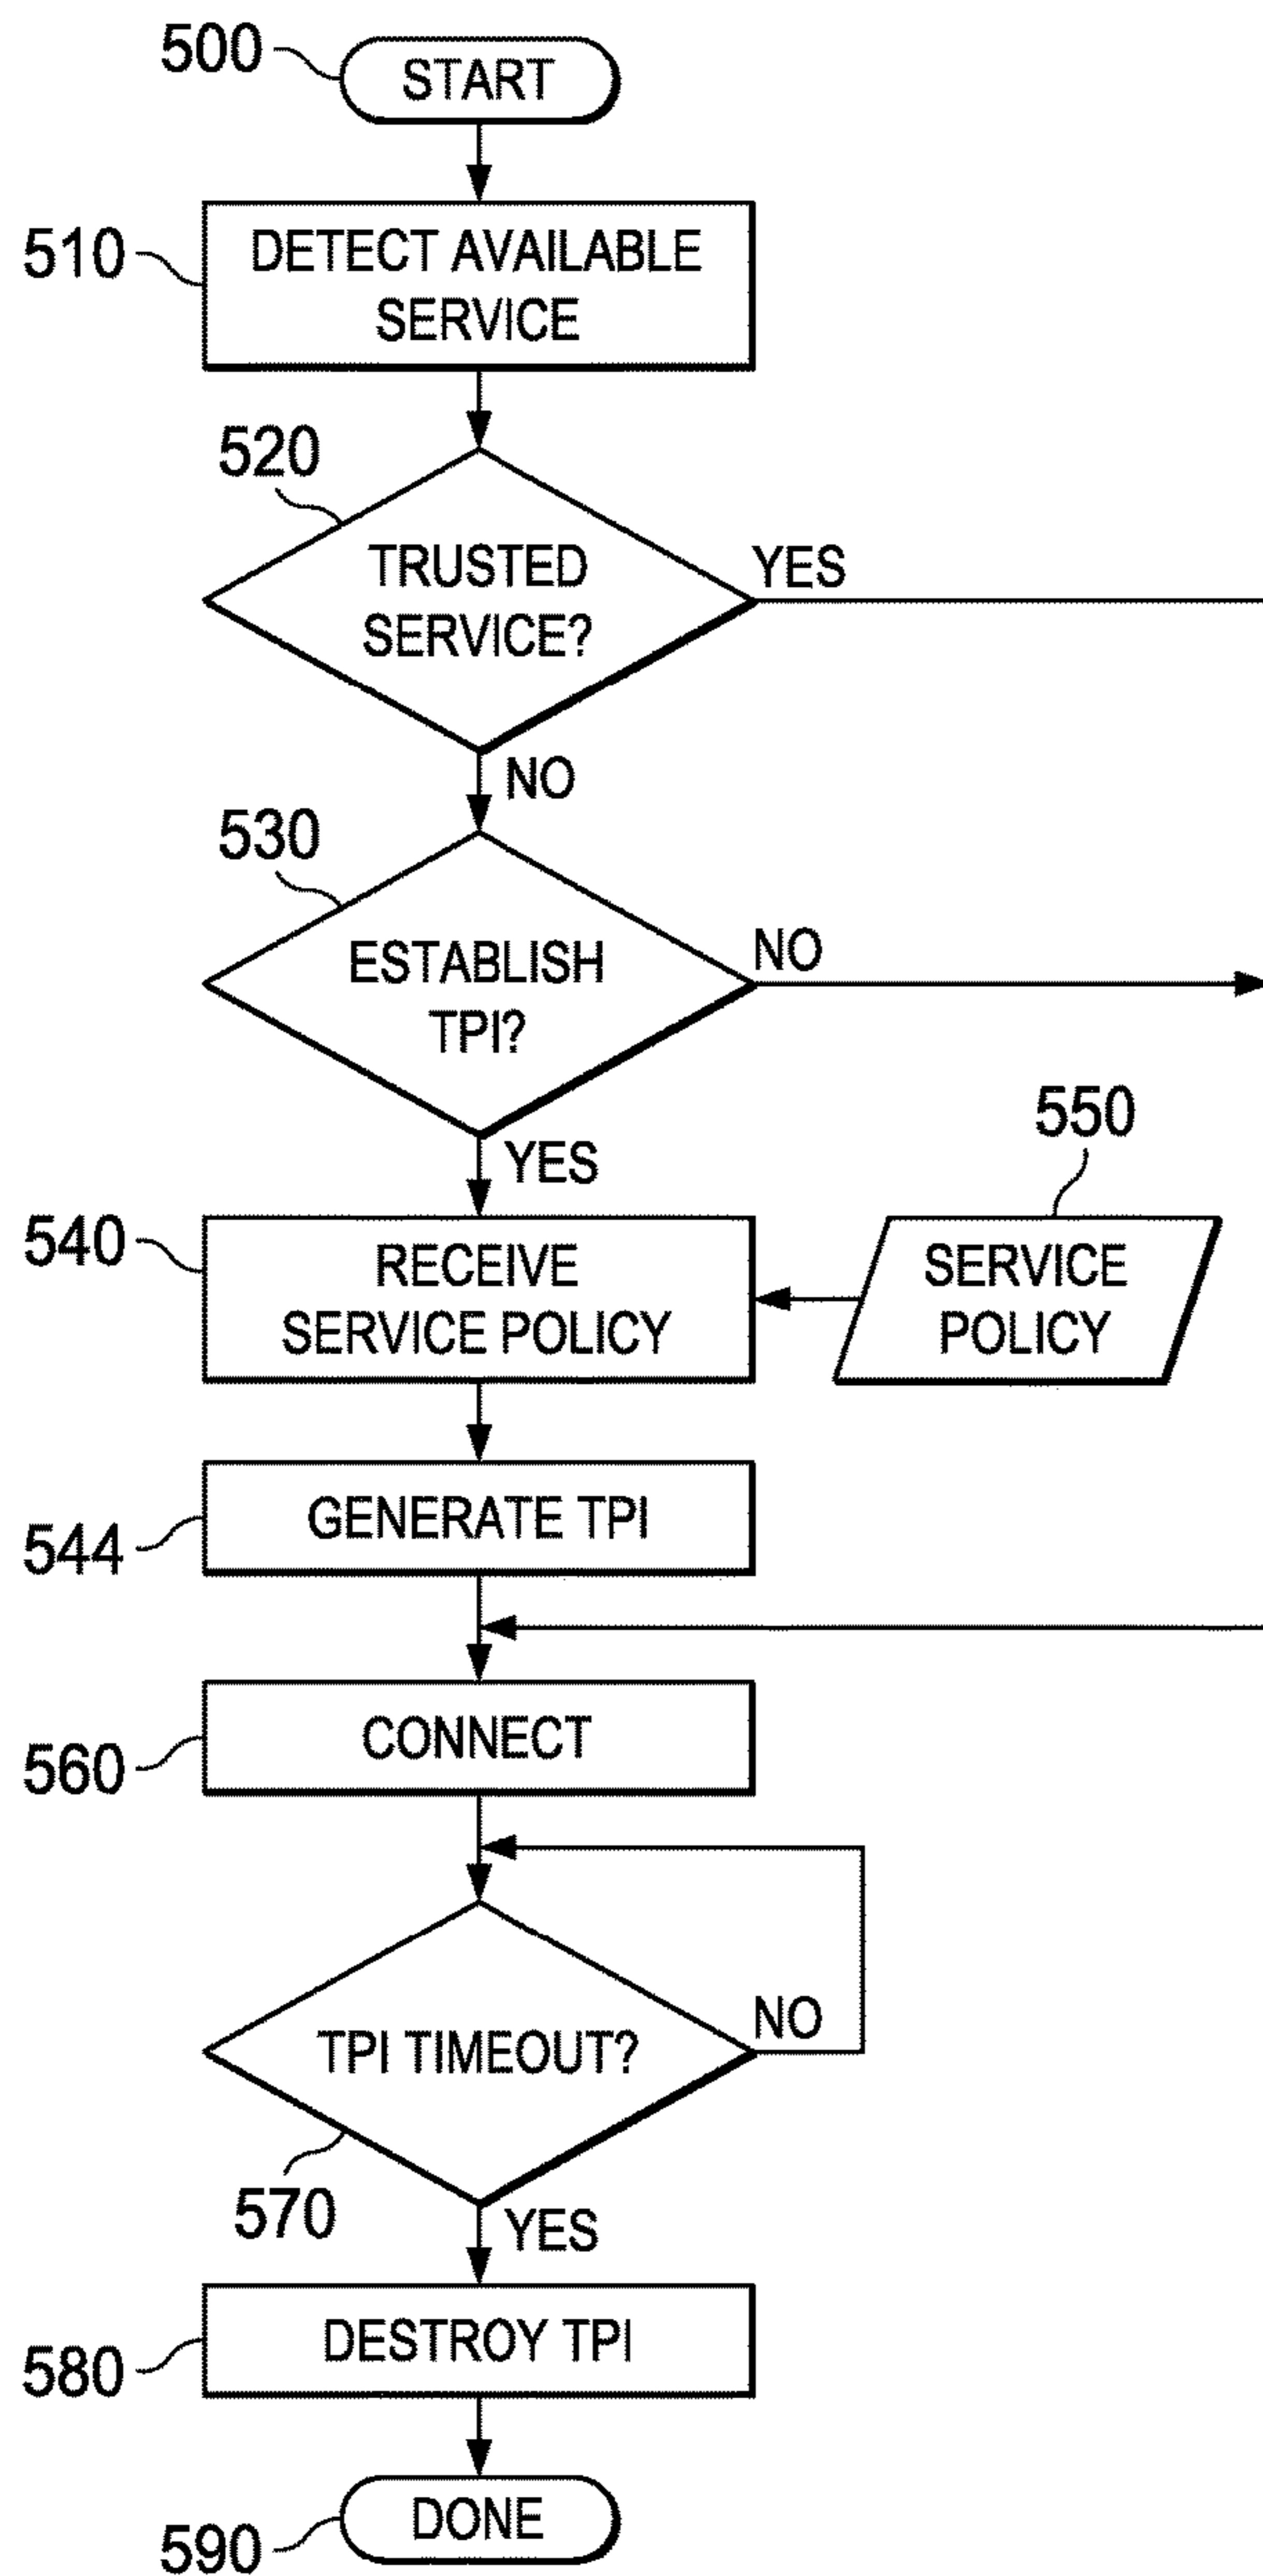 500
START
510
DETECT AVAILABLE
SERVICE
520
TRUSTED
SERVICE?
YES
NO
530
ESTABLISH
TPI?
NO
YES
550
540
RECEIVE
SERVICE POLICY
SERVICE
POLICY
544
GENERATE TPI
560
CONNECT
TPI TIMEOUT?
NO
570
YES
580
DESTROY TPI
590
DONE